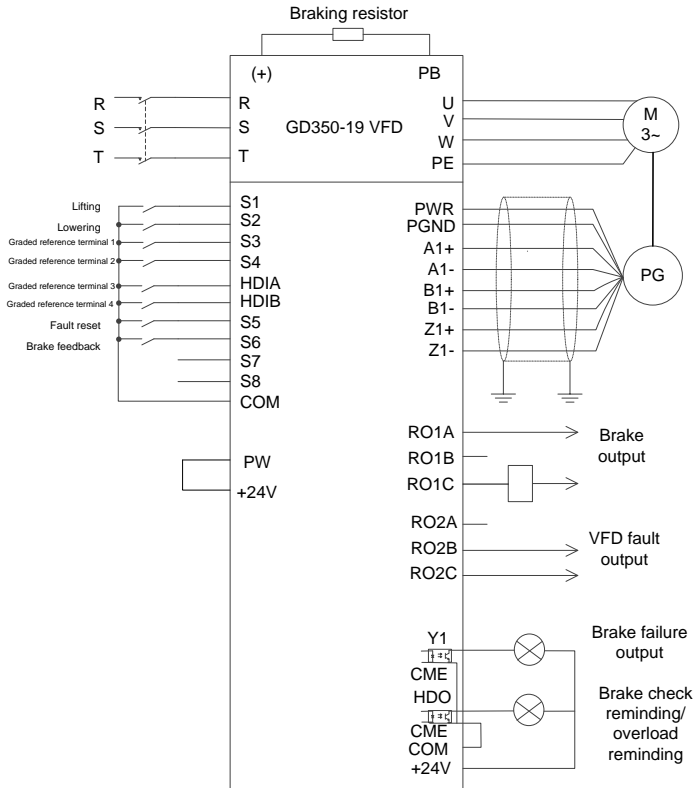 Braking resistor
(+)
PB
R
S
T
R
S
T
GD350-19 VFD
U
V
W
PE
M
3~
Lifting
Lowering
Graded reference terminal 1
Graded reference terminal 2
Graded reference terminal 3
Graded reference terminal 4
Fault reset
Brake feedback
S1
S2
S3
S4
HDIA
HDIB
S5
S6
S7
S8
COM
PW
+24V
PWR
PGND
A1+
A1-
B1+
B1-
Z1+
Z1-
PG
RO1A
RO1B
RO1C
Brake
output
RO2A
RO2B
RO2C
VFD fault
output
Y1
CME
HDO
CME
COM
+24V
Brake failure
output
Brake check
reminding/
overload
reminding